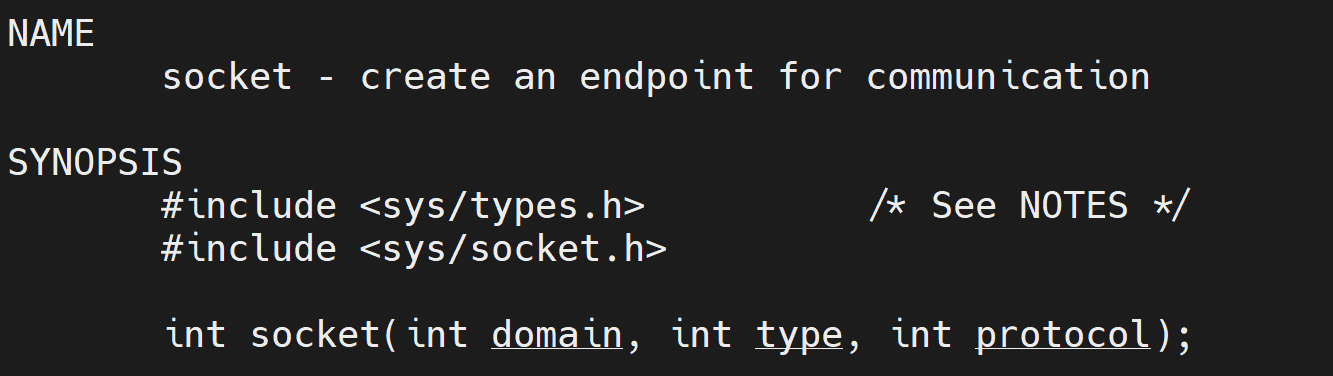 NAME
socket - create an endpoint for communication
SYNOPSIS
#include <sys/types.h> /* See NOTES */
#include <sys/socket.h>
int socket(int domain, int type, int protocol);